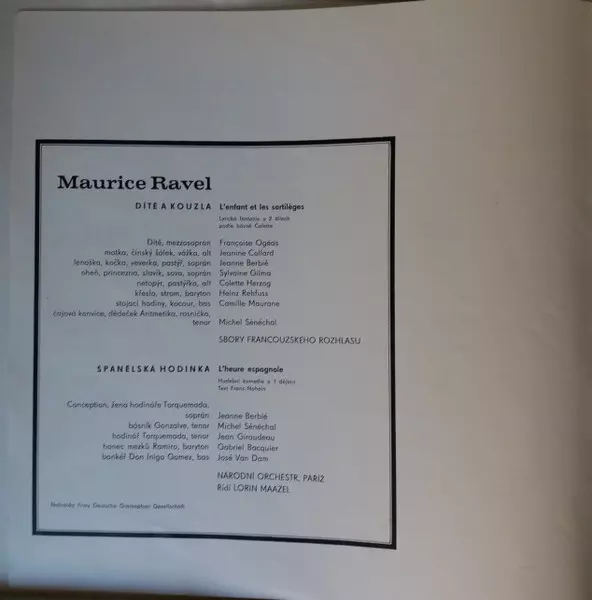 Maurice Ravel
DÍTĚ A KOUZLA L'enfant et les sortilèges
Lyrická fantazie o 2 dílech
podle básně Colette
Dítě, mezzosoprán Françoise Ogéas
matka, čínský šálek, vážka, alt Jeanine Collard
lenoška, kočka, veverka, pastýř, soprán Jeanne Berbié
oheň, princezna, slavík, sova, soprán Sylvaine Gilma
netopýr, pastýřka, alt Colette Herzog
křeslo, strom, baryton Heinz Rehfuss
stojací hodiny, kocour, bas Camille Maurane
čajová konvice, dědeček Aritmetika, rosnička,
tenor Michel Sénéchal
SBORY FRANCOUZSKÉHO ROZHLASU
ŠPANĚLSKÁ HODINKA L'heure espagnole
Hudební komedie o 1 dějství
Text Franc-Nohain
Conception, žena hodináře Torquemada,
soprán Jeanne Berbié
básník Gonzalve, tenor Michel Sénéchal
hodinář Torquemada, tenor Jean Giraudeau
honec mezků Ramiro, baryton Gabriel Bacquier
bankéř Don Inigo Gomez, bas José Van Dam
NÁRODNÍ ORCHESTR, PAŘÍŽ
Řídí LORIN MAAZEL
Snímky firmy Deutsche Grammophon Gesellschaft